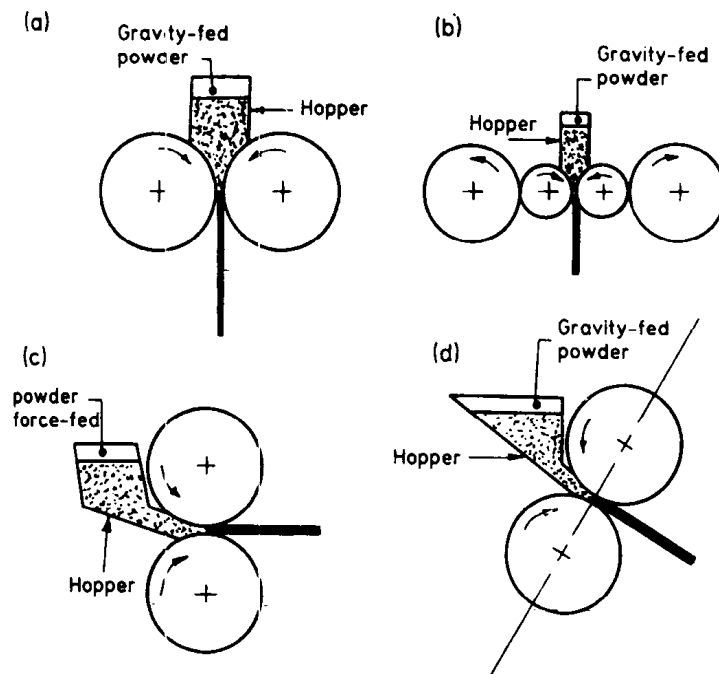 (a)
Gravity-fed
powder
Hopper
(b)
Gravity-fed
powder
Hopper
(c)
powder
force-fed
Hopper
(d)
Gravity-fed
powder
Hopper